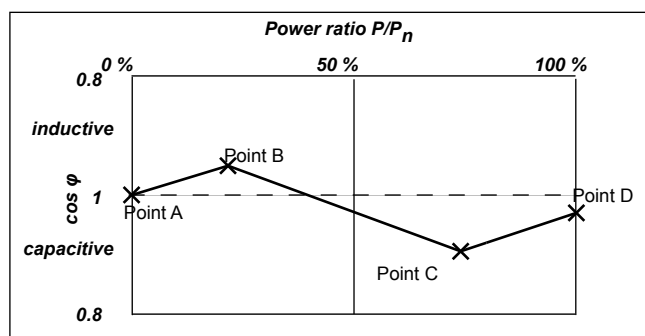 Power ratio P/Pn
0 % 50 % 100 %
0.8
inductive
Point B
cos φ
1
Point D
Point A
capacitive
Point C
0.8